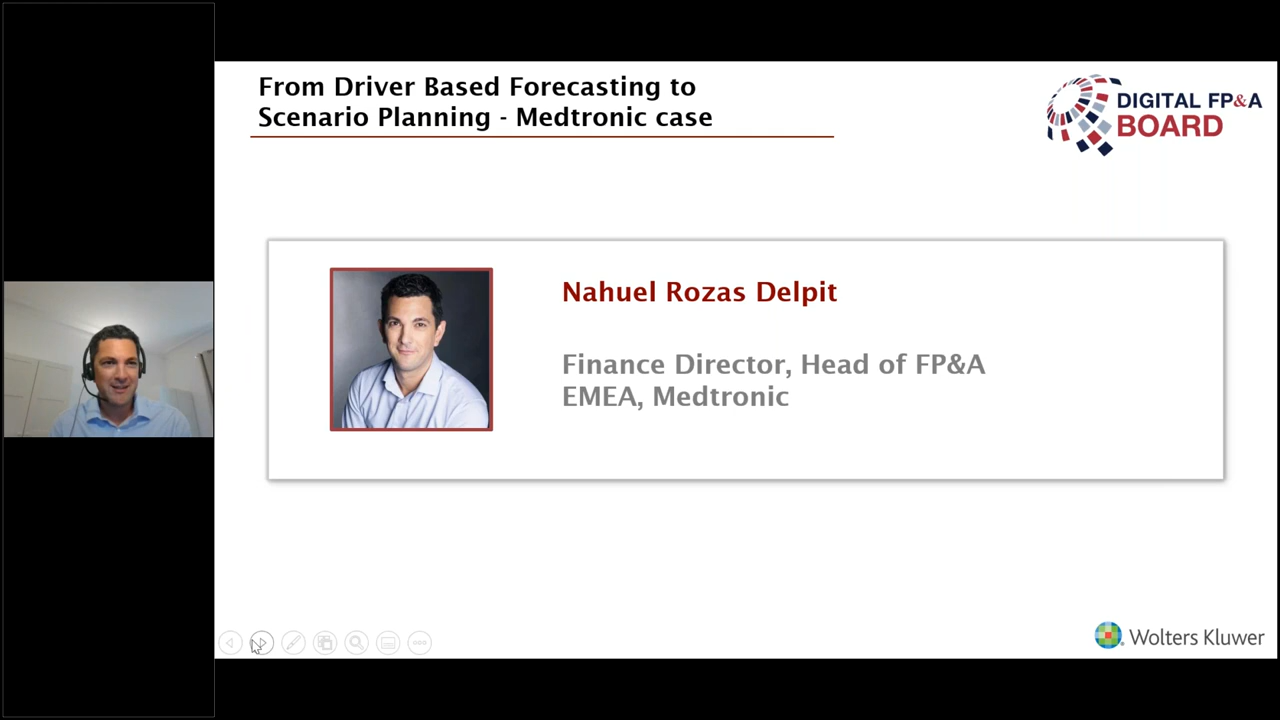 From Driver Based Forecasting to
Scenario Planning - Medtronic case
DIGITAL FP&A
BOARD
Nahuel Rozas Delpit
Finance Director, Head of FP&A
EMEA, Medtronic
Wolters Kluwer